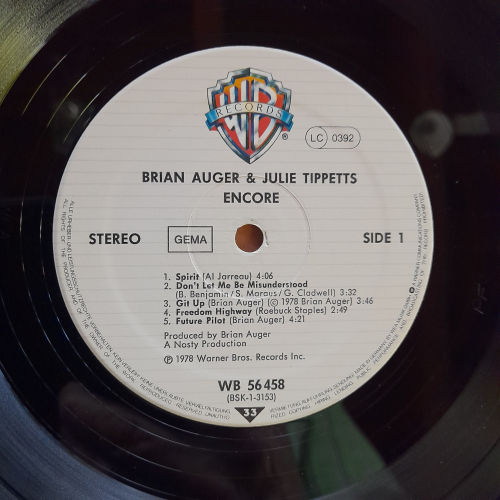 WB
RECORDS
®
LC 0392
BRIAN AUGER & JULIE TIPPETTS
ENCORE
STEREO
GEMA
SIDE 1
1. Spirit (Al Jarreau) 4:06
2. Don't Let Me Be Misunderstood
(B. Benjamin/S. Marcus/G. Cladwell) 3:32
3. Git Up (Brian Auger) (© 1978 Brian Auger) 3:46
4. Freedom Highway (Roebuck Staples) 2:49
5. Future Pilot (Brian Auger) 4:21
Produced by Brian Auger
A Nasty Production
℗ 1978 Warner Bros. Records Inc.
WB 56 458
(BSK-1-3153)
33